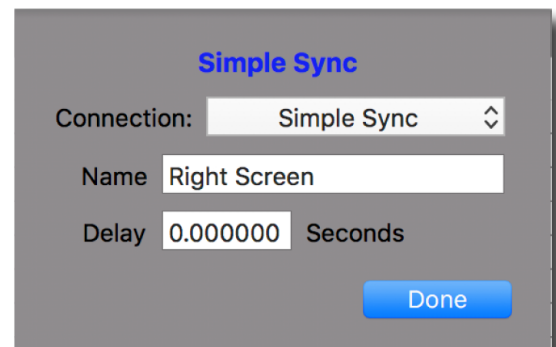 Simple Sync
Connection: Simple Sync
Name Right Screen
Delay 0.000000 Seconds
Done